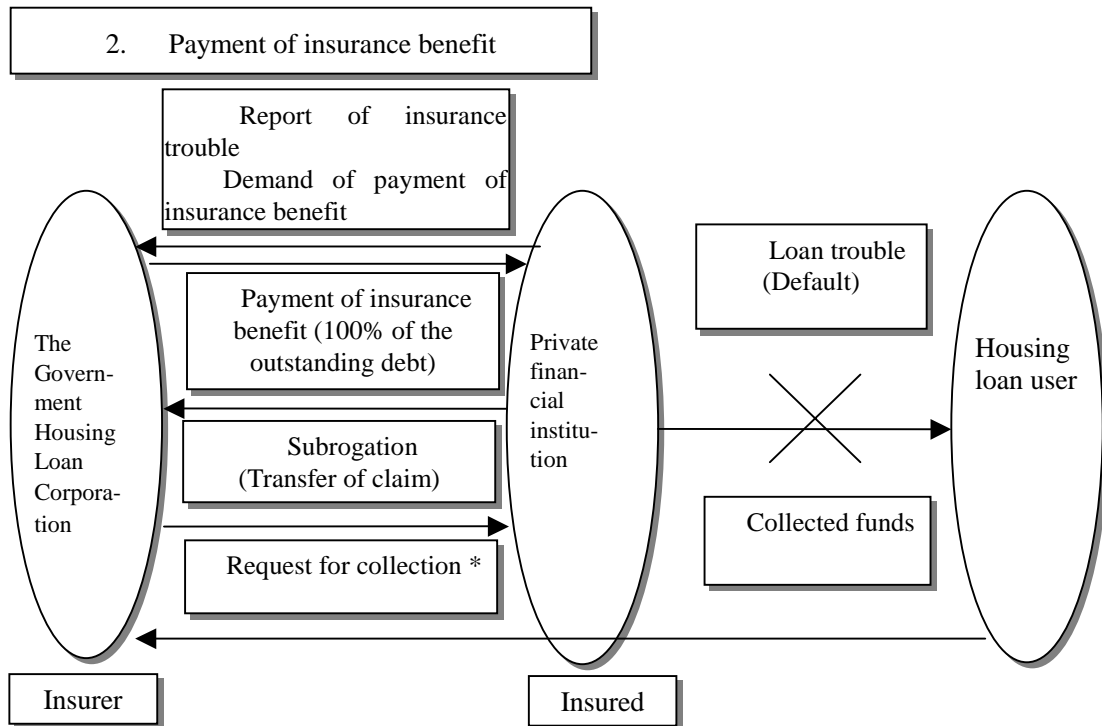 2. Payment of insurance benefit
Report of insurance
trouble
Demand of payment of
insurance benefit
Loan trouble
(Default)
Payment of insurance
benefit (100% of the
outstanding debt)
The
Govern-
ment
Housing
Loan
Corpora-
tion
Private
finan-
cial
institu-
tion
Housing
loan user
Subrogation
(Transfer of claim)
Collected funds
Request for collection *
Insurer
Insured